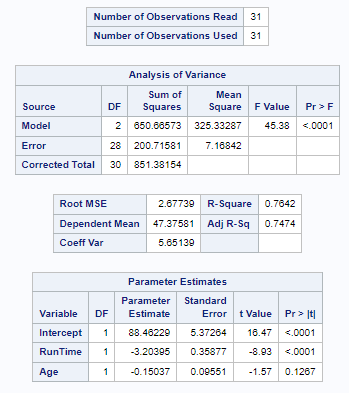 Number of Observations Read 31
Number of Observations Used 31
Analysis of Variance
Source DF Sum of Squares Mean Square F Value Pr > F
Model 2 650.66573 325.33287 45.38 <.0001
Error 28 200.71581 7.16842
Corrected Total 30 851.38154
Root MSE 2.67739 R-Square 0.7642
Dependent Mean 47.37581 Adj R-Sq 0.7474
Coeff Var 5.65139
Parameter Estimates
Variable DF Parameter Estimate Standard Error t Value Pr > |t|
Intercept 1 88.46229 5.37264 16.47 <.0001
RunTime 1 -3.20395 0.35877 -8.93 <.0001
Age 1 -0.15037 0.09551 -1.57 0.1267